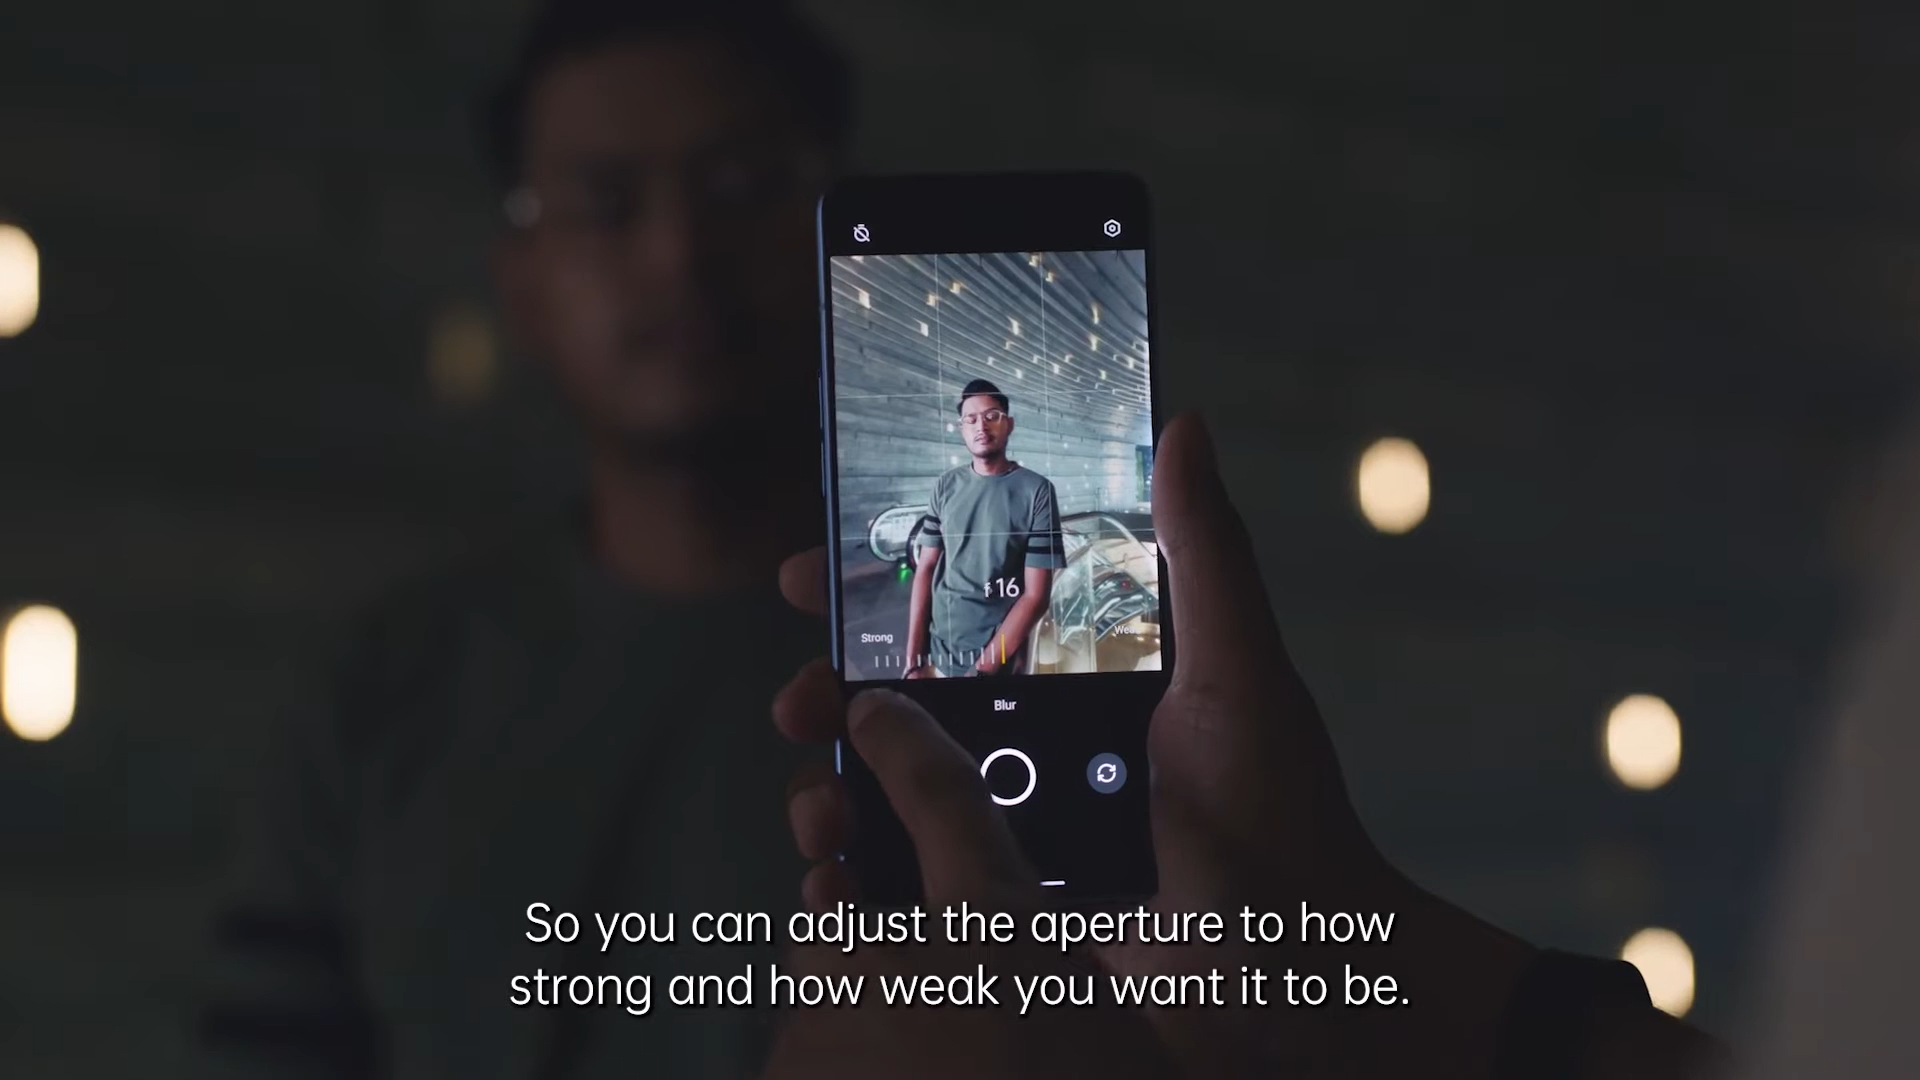 f 16
Strong
Blur
So you can adjust the aperture to how
strong and how weak you want it to be.